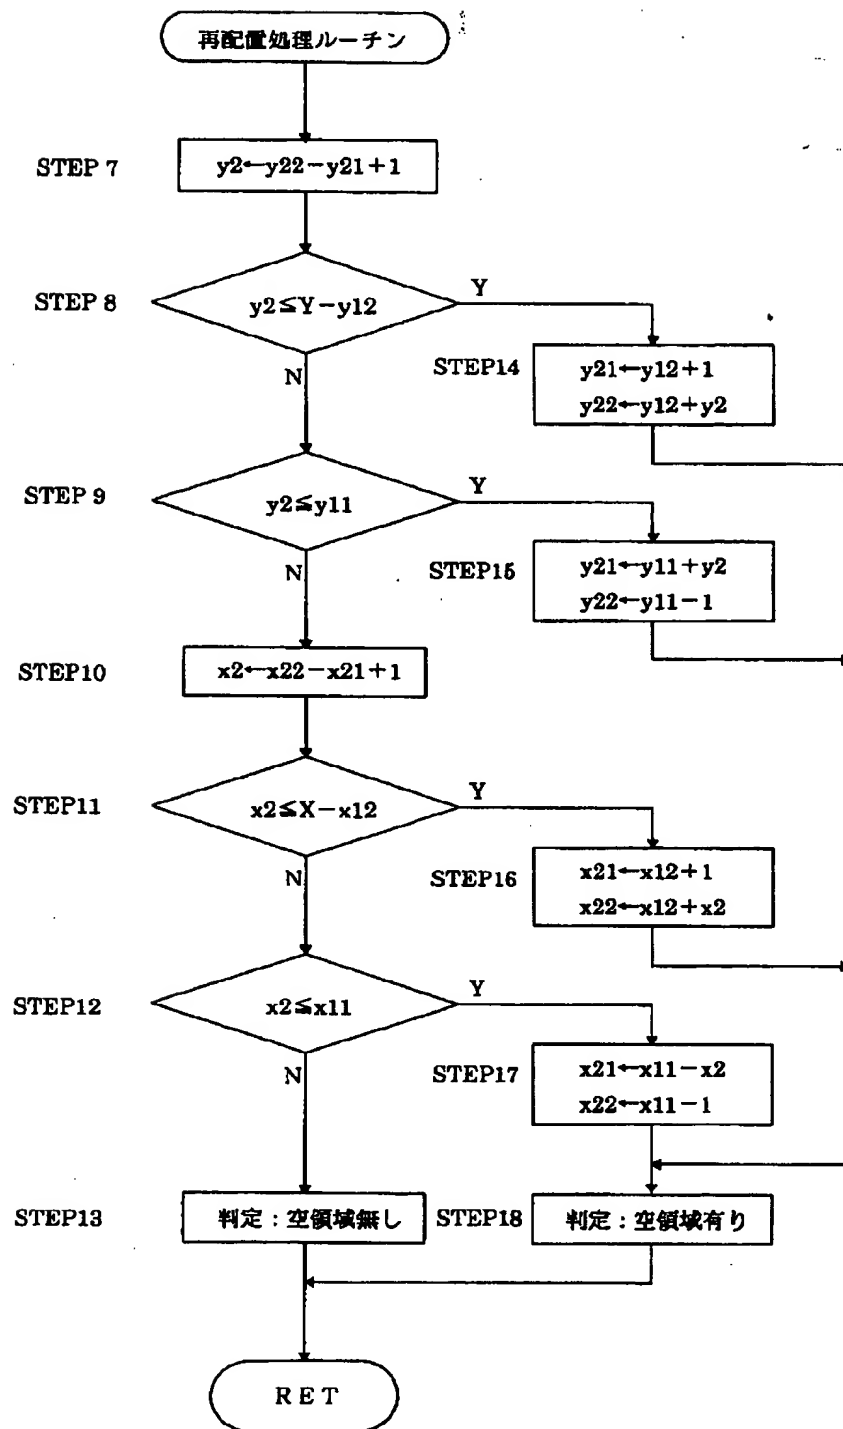 再配置処理ルーチン
STEP 7
y2←y22−y21+1
STEP 8
y2≦Y−y12
Y
N
STEP14
y21←y12+1
y22←y12+y2
STEP 9
y2≦y11
Y
N
STEP15
y21←y11+y2
y22←y11−1
STEP10
x2←x22−x21+1
STEP11
x2≦X−x12
Y
N
STEP16
x21←x12+1
x22←x12+x2
STEP12
x2≦x11
Y
N
STEP17
x21←x11−x2
x22←x11−1
STEP13
判定：空領域無し
STEP18
判定：空領域有り
RET